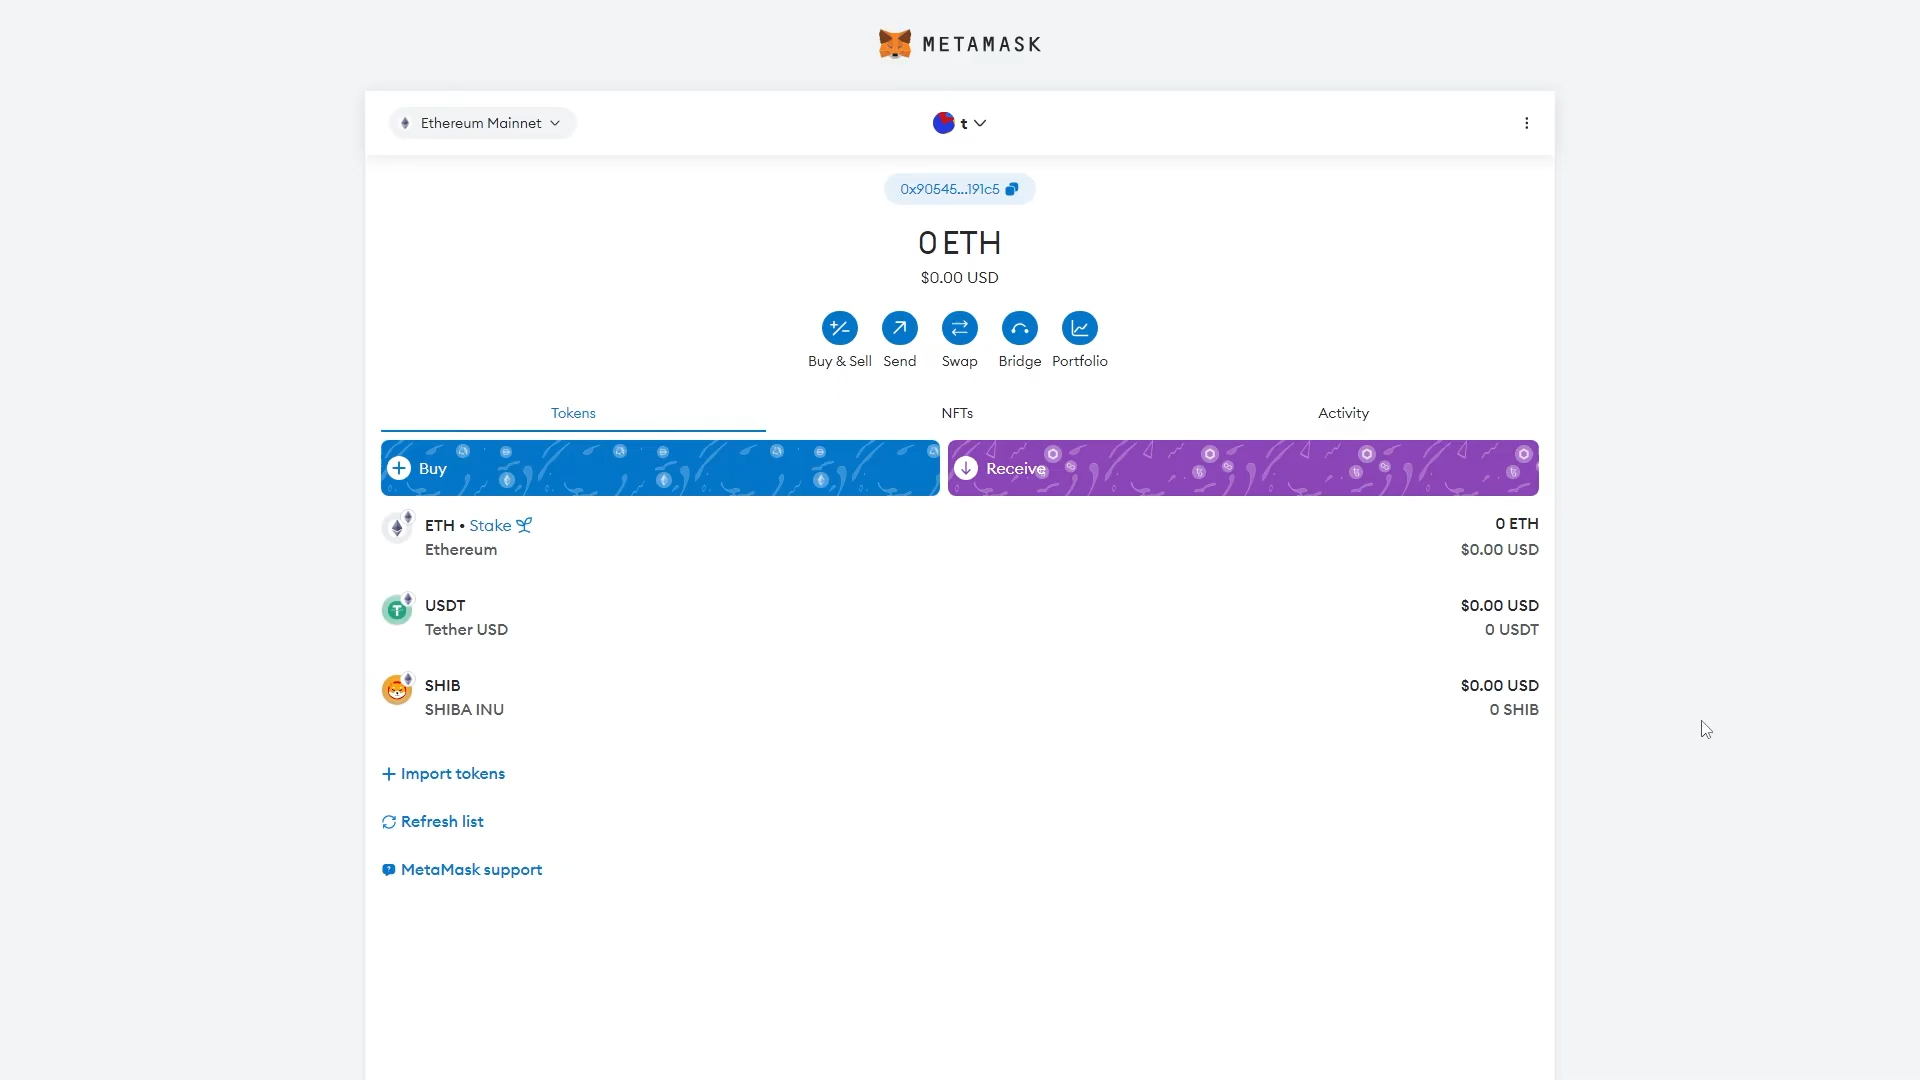 METAMASK
Ethereum Mainnet
t
0x90545...191c5
0 ETH
$0.00 USD
Buy & Sell
Send
Swap
Bridge
Portfolio
Tokens
NFTs
Activity
Buy
Receive
ETH • Stake
0 ETH
Ethereum
$0.00 USD
USDT
$0.00 USD
Tether USD
0 USDT
SHIB
$0.00 USD
SHIBA INU
0 SHIB
Import tokens
Refresh list
MetaMask support